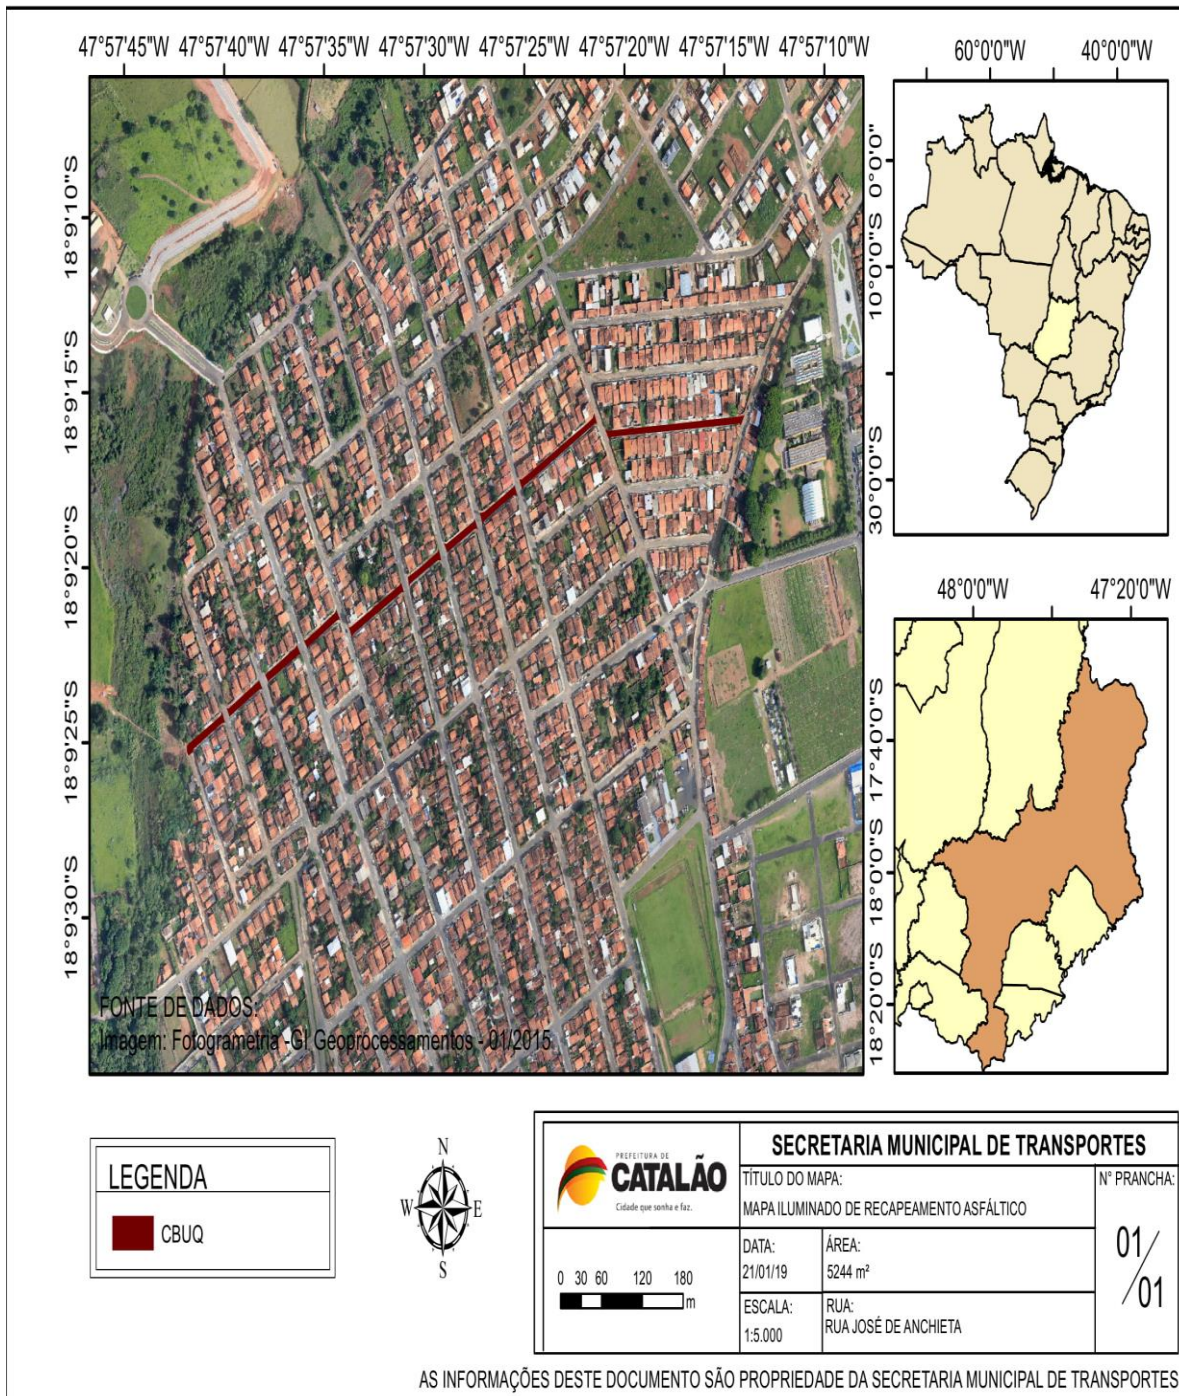 47°57'45"W 47°57'40"W 47°57'35"W 47°57'30"W 47°57'25"W 47°57'20"W 47°57'15"W 47°57'10"W
18°9'10"S
18°9'15"S
18°9'20"S
18°9'25"S
18°9'30"S
FONTE DE DADOS:
Imagem: Fotogrametria -GI Geoprocessamentos - 01/2015
60°0'0"W 40°0'0"W
0°0'0"
10°0'0"S
30°0'0"S
48°0'0"W 47°20'0"W
17°40'0"S
18°0'0"S
18°20'0"S
LEGENDA
CBUQ
N
W E
S
PREFEITURA DE
CATALÃO
Cidade que sonha e faz.
0 30 60 120 180
m
SECRETARIA MUNICIPAL DE TRANSPORTES
TÍTULO DO MAPA:
MAPA ILUMINADO DE RECAPEAMENTO ASFÁLTICO
N° PRANCHA:
01/01
DATA:
21/01/19
ÁREA:
5244 m²
ESCALA:
1:5.000
RUA:
RUA JOSÉ DE ANCHIETA
AS INFORMAÇÕES DESTE DOCUMENTO SÃO PROPRIEDADE DA SECRETARIA MUNICIPAL DE TRANSPORTES